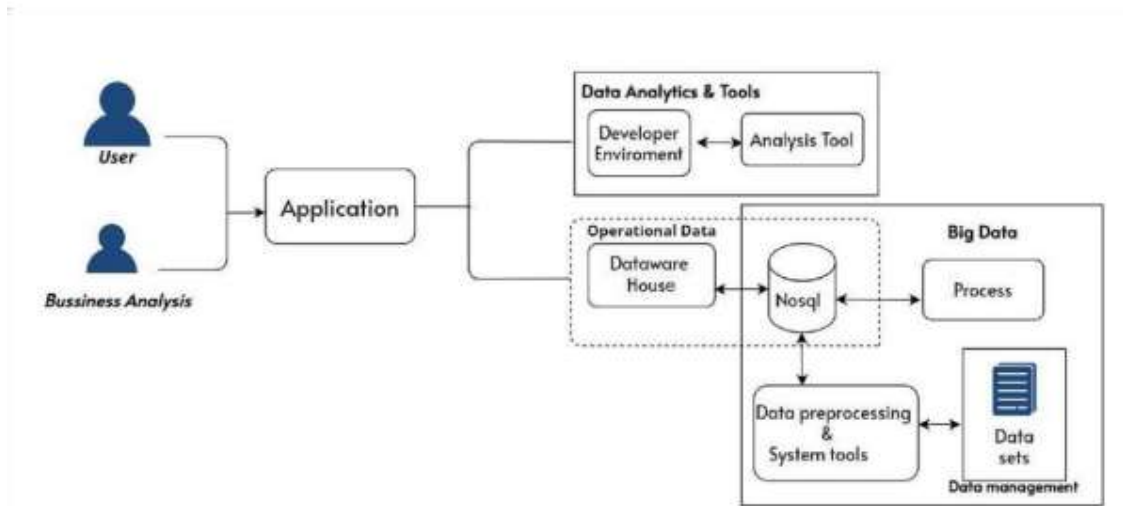 User
Bussiness Analysis
Application
Data Analytics & Tools
Developer
Enviroment
Analysis Tool
Operational Data
Dataware
House
Nosql
Big Data
Process
Data preprocessing
&
System tools
Data
sets
Data management